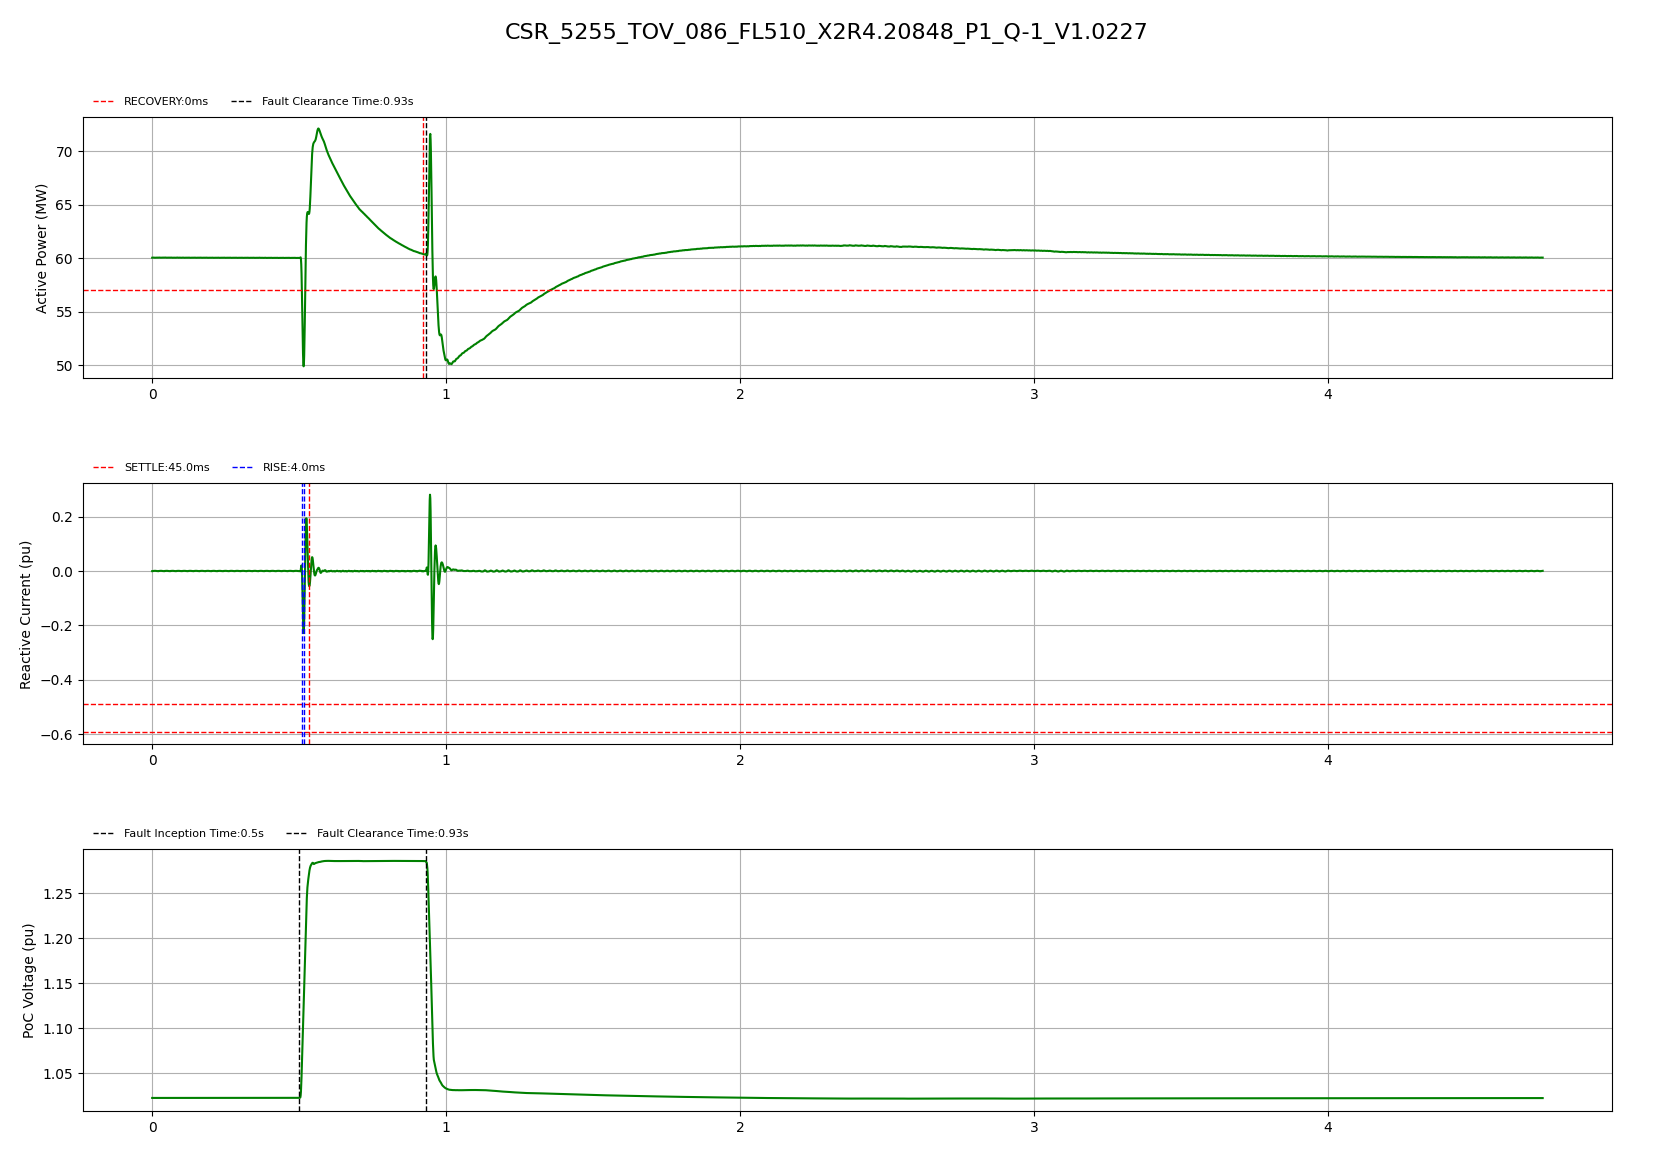 CSR_5255_TOV_086_FL510_X2R4.20848_P1_Q-1_V1.0227
RECOVERY:0ms Fault Clearance Time:0.93s
Active Power (MW)
70
65
60
55
50
0 1 2 3 4
SETTLE:45.0ms RISE:4.0ms
Reactive Current (pu)
0.2
0.0
−0.2
−0.4
−0.6
0 1 2 3 4
Fault Inception Time:0.5s Fault Clearance Time:0.93s
PoC Voltage (pu)
1.25
1.20
1.15
1.10
1.05
0 1 2 3 4